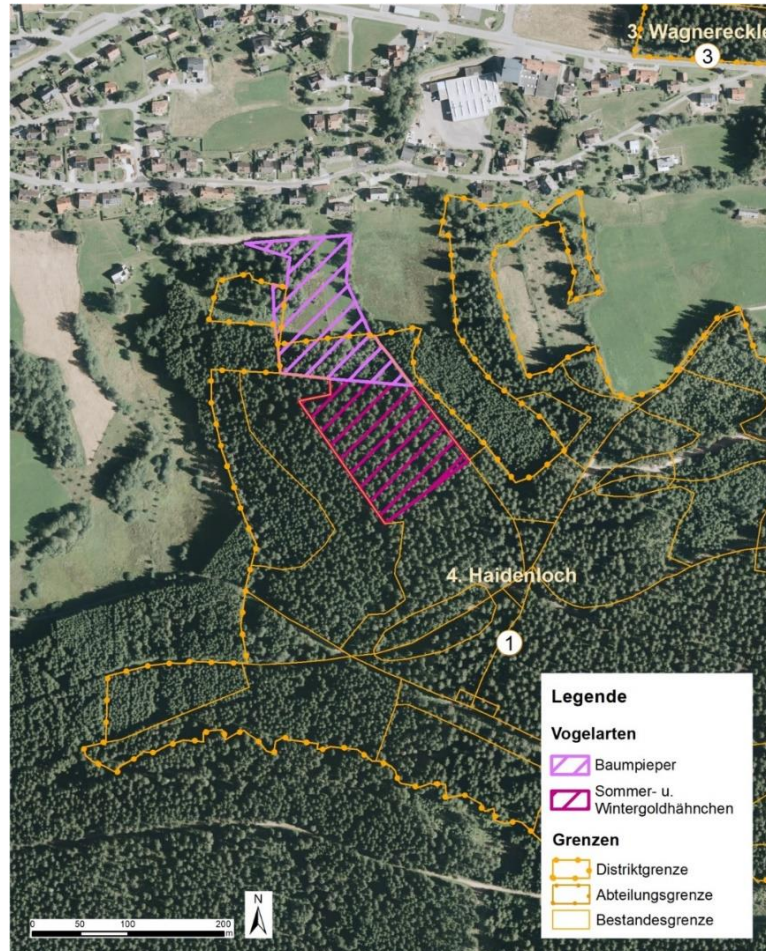 3. Wagnereckle
3
4. Haidenloch
1
Legende
Vogelarten
Baumpieper
Sommer- u.
Wintergoldhähnchen
Grenzen
Distriktgrenze
Abteilungsgrenze
Bestandesgrenze
N
0 50 100 200
m